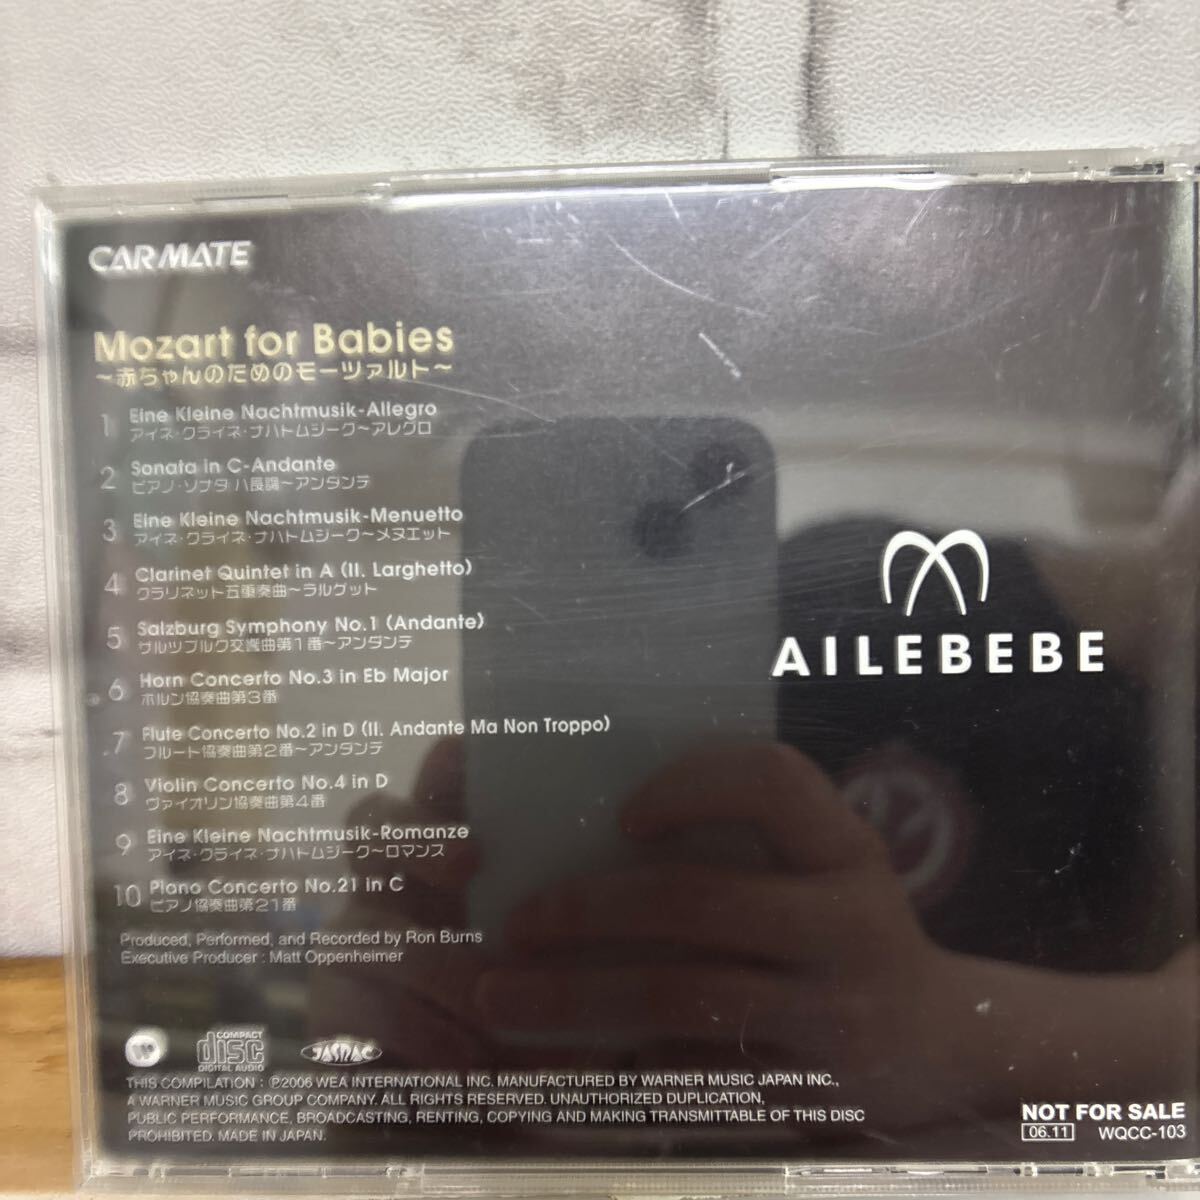 CARMATE
Mozart for Babies
～赤ちゃんのためのモーツァルト～
1 Eine Kleine Nachtmusik-Allegro
アイネ・クライネ・ナハトムジーク～アレグロ
2 Sonata in C-Andante
ピアノ・ソナタ ハ長調～アンダンテ
3 Eine Kleine Nachtmusik-Menuetto
アイネ・クライネ・ナハトムジーク～メヌエット
4 Clarinet Quintet in A (II. Larghetto)
クラリネット五重奏曲～ラルゲット
5 Salzburg Symphony No.1 (Andante)
ザルツブルク交響曲第1番～アンダンテ
6 Horn Concerto No.3 in Eb Major
ホルン協奏曲第3番
7 Flute Concerto No.2 in D (II. Andante Ma Non Troppo)
フルート協奏曲第2番～アンダンテ
8 Violin Concerto No.4 in D
ヴァイオリン協奏曲第4番
9 Eine Kleine Nachtmusik-Romanze
アイネ・クライネ・ナハトムジーク～ロマンス
10 Piano Concerto No.21 in C
ピアノ協奏曲第21番
Produced, Performed, and Recorded by Ron Burns
Executive Producer : Matt Oppenheimer
AILEBEBE
COMPACT
disc
DIGITAL AUDIO
JASRAC
THIS COMPILATION : ℗2006 WEA INTERNATIONAL INC. MANUFACTURED BY WARNER MUSIC JAPAN INC.,
A WARNER MUSIC GROUP COMPANY. ALL RIGHTS RESERVED. UNAUTHORIZED DUPLICATION,
PUBLIC PERFORMANCE, BROADCASTING, RENTING, COPYING AND MAKING TRANSMITTABLE OF THIS DISC
PROHIBITED. MADE IN JAPAN.
NOT FOR SALE
06.11 WQCC-103